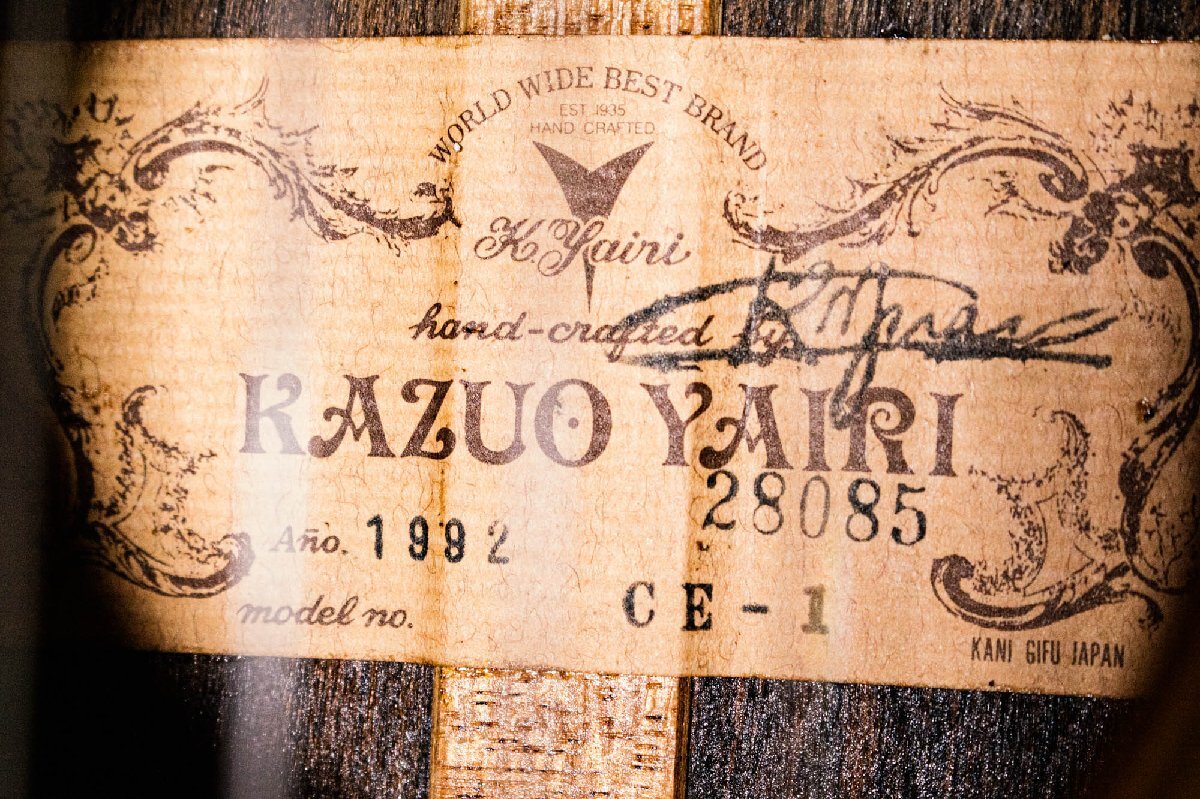 WORLD WIDE BEST BRAND
EST. 1935
HAND CRAFTED
K.Yairi
hand-crafted by
KAZUO YAIRI
28085
Año. 1992
model no. CE-1
KANI GIFU JAPAN